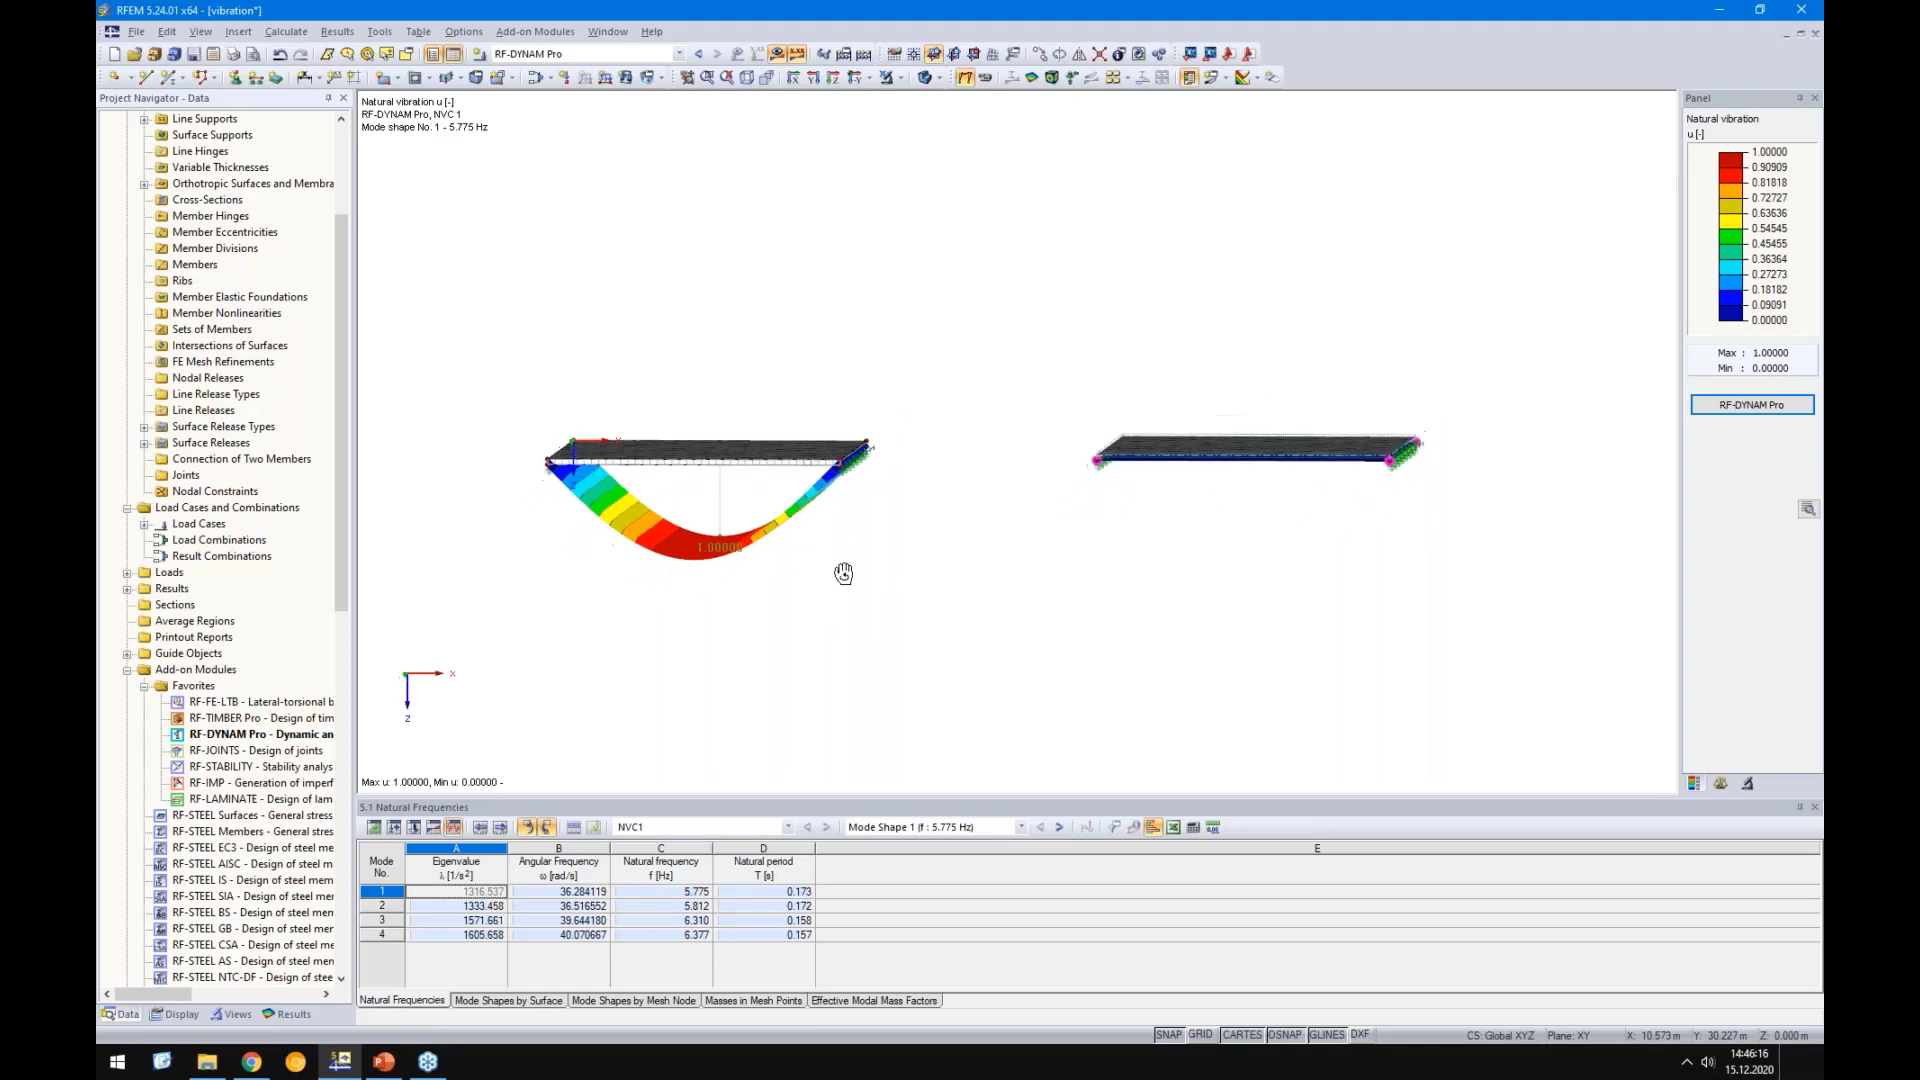 RFEM 5.24.01 x64 - [vibration*]
File Edit View Insert Calculate Results Tools Table Options Add-on Modules Window Help
RF-DYNAM Pro
Project Navigator - Data
Line Supports
Surface Supports
Line Hinges
Variable Thicknesses
Orthotropic Surfaces and Membra
Cross-Sections
Member Hinges
Member Eccentricities
Member Divisions
Members
Ribs
Member Elastic Foundations
Member Nonlinearities
Sets of Members
Intersections of Surfaces
FE Mesh Refinements
Nodal Releases
Line Release Types
Line Releases
Surface Release Types
Surface Releases
Connection of Two Members
Joints
Nodal Constraints
Load Cases and Combinations
Load Cases
Load Combinations
Result Combinations
Loads
Results
Sections
Average Regions
Printout Reports
Guide Objects
Add-on Modules
Favorites
RF-FE-LTB - Lateral-torsional b
RF-TIMBER Pro - Design of tim
RF-DYNAM Pro - Dynamic an
RF-JOINTS - Design of joints
RF-STABILITY - Stability analys
RF-IMP - Generation of imperf
RF-LAMINATE - Design of lam
RF-STEEL Surfaces - General stress
RF-STEEL Members - General stres
RF-STEEL EC3 - Design of steel me
RF-STEEL AISC - Design of steel m
RF-STEEL IS - Design of steel mem
RF-STEEL SIA - Design of steel mem
RF-STEEL BS - Design of steel mem
RF-STEEL GB - Design of steel mem
RF-STEEL CSA - Design of steel me
RF-STEEL AS - Design of steel mem
RF-STEEL NTC-DF - Design of stee
Data Display Views Results
Natural vibration u [-]
RF-DYNAM Pro, NVC 1
Mode shape No. 1 - 5.775 Hz
1.00000
X
Z
Max u: 1.00000, Min u: 0.00000 -
Panel
Natural vibration
u [-]
1.00000
0.90909
0.81818
0.72727
0.63636
0.54545
0.45455
0.36364
0.27273
0.18182
0.09091
0.00000
Max : 1.00000
Min : 0.00000
RF-DYNAM Pro
5.1 Natural Frequencies
NVC1 Mode Shape 1 (f : 5.775 Hz)
A B C D E
Mode No. Eigenvalue λ [1/s²] Angular Frequency ω [rad/s] Natural frequency f [Hz] Natural period T [s]
1 1316.537 36.284119 5.775 0.173
2 1333.458 36.516552 5.812 0.172
3 1571.661 39.644180 6.310 0.158
4 1605.658 40.070667 6.377 0.157
Natural Frequencies Mode Shapes by Surface Mode Shapes by Mesh Node Masses in Mesh Points Effective Modal Mass Factors
SNAP GRID CARTES OSNAP GLINES DXF CS: Global XYZ Plane: XY X: 10.573 m Y: 30.227 m Z: 0.000 m
14:46:16
15.12.2020